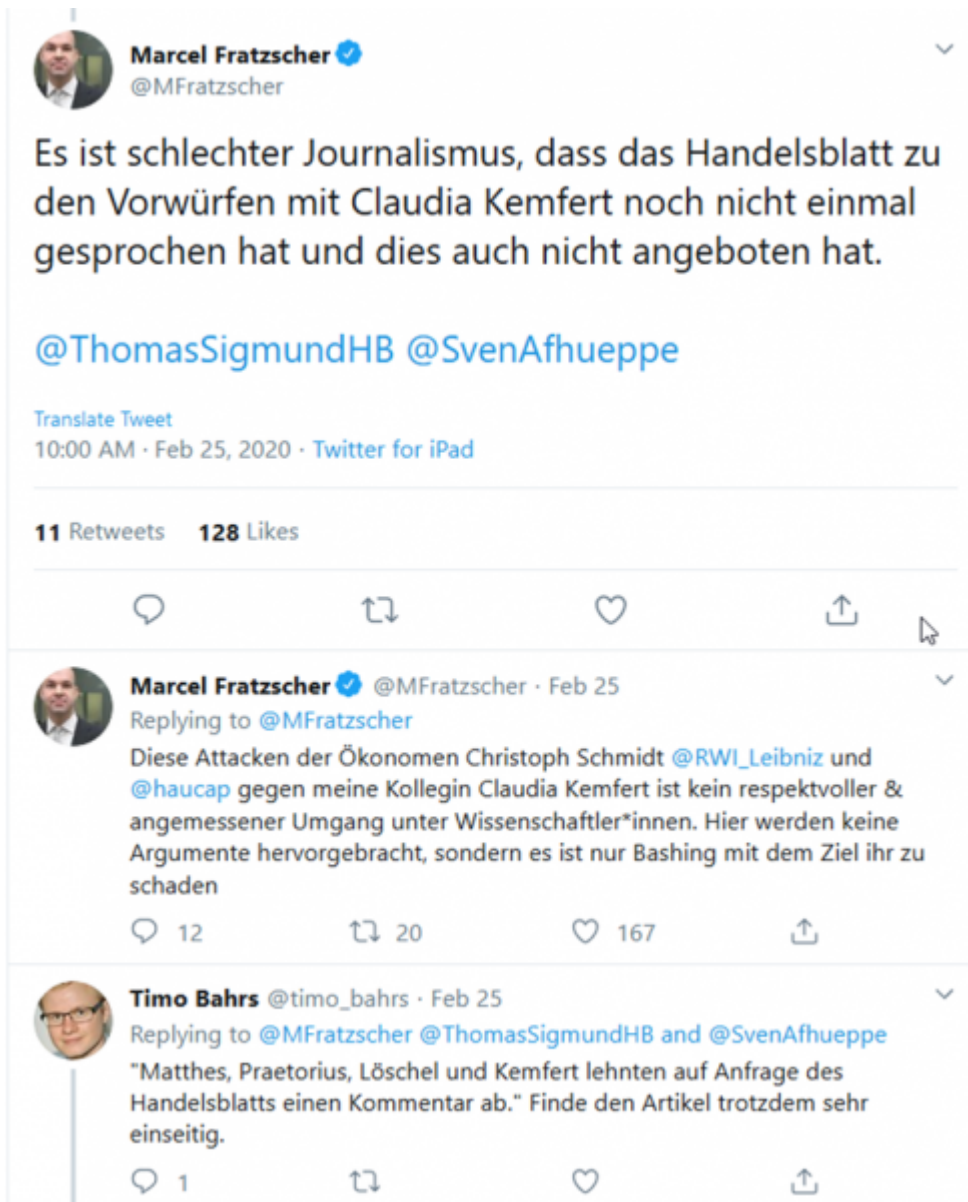 Marcel Fratzscher
@MFratzscher
Es ist schlechter Journalismus, dass das Handelsblatt zu
den Vorwürfen mit Claudia Kemfert noch nicht einmal
gesprochen hat und dies auch nicht angeboten hat.
@ThomasSigmundHB @SvenAfhueppe
Translate Tweet
10:00 AM · Feb 25, 2020 · Twitter for iPad
11 Retweets 128 Likes
Marcel Fratzscher @MFratzscher · Feb 25
Replying to @MFratzscher
Diese Attacken der Ökonomen Christoph Schmidt @RWI_Leibniz und
@haucap gegen meine Kollegin Claudia Kemfert ist kein respektvoller &
angemessener Umgang unter Wissenschaftler*innen. Hier werden keine
Argumente hervorgebracht, sondern es ist nur Bashing mit dem Ziel ihr zu
schaden
12 20 167
Timo Bahrs @timo_bahrs · Feb 25
Replying to @MFratzscher @ThomasSigmundHB and @SvenAfhueppe
"Matthes, Praetorius, Löschel und Kemfert lehnten auf Anfrage des
Handelsblatts einen Kommentar ab." Finde den Artikel trotzdem sehr
einseitig.
1